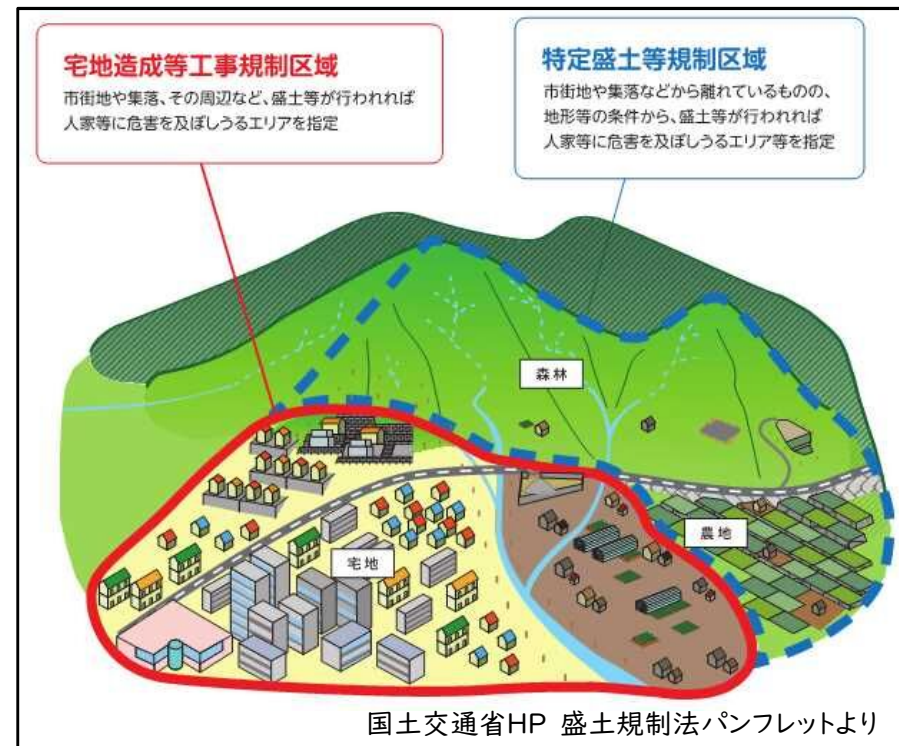 宅地造成等工事規制区域
市街地や集落、その周辺など、盛土等が行われれば
人家等に危害を及ぼしうるエリアを指定
特定盛土等規制区域
市街地や集落などから離れているものの、
地形等の条件から、盛土等が行われれば
人家等に危害を及ぼしうるエリア等を指定
森林
農地
宅地
国土交通省HP 盛土規制法パンフレットより